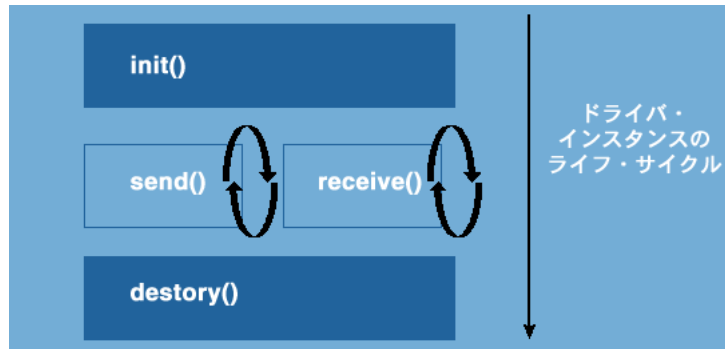 init()
send()
receive()
destory()
ドライバ・
インスタンスの
ライフ・サイクル